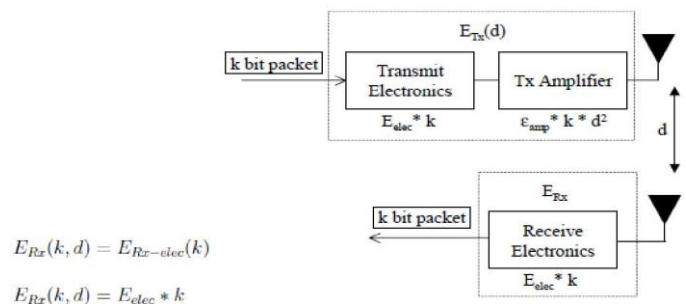 E_Tx(d)
k bit packet
Transmit
Electronics
Tx Amplifier
E_elec* k
ε_amp* k * d²
d
E_Rx
k bit packet
Receive
Electronics
E_elec* k
E_Rx(k, d) = E_Rx−elec(k)
E_Rx(k, d) = E_elec ∗ k